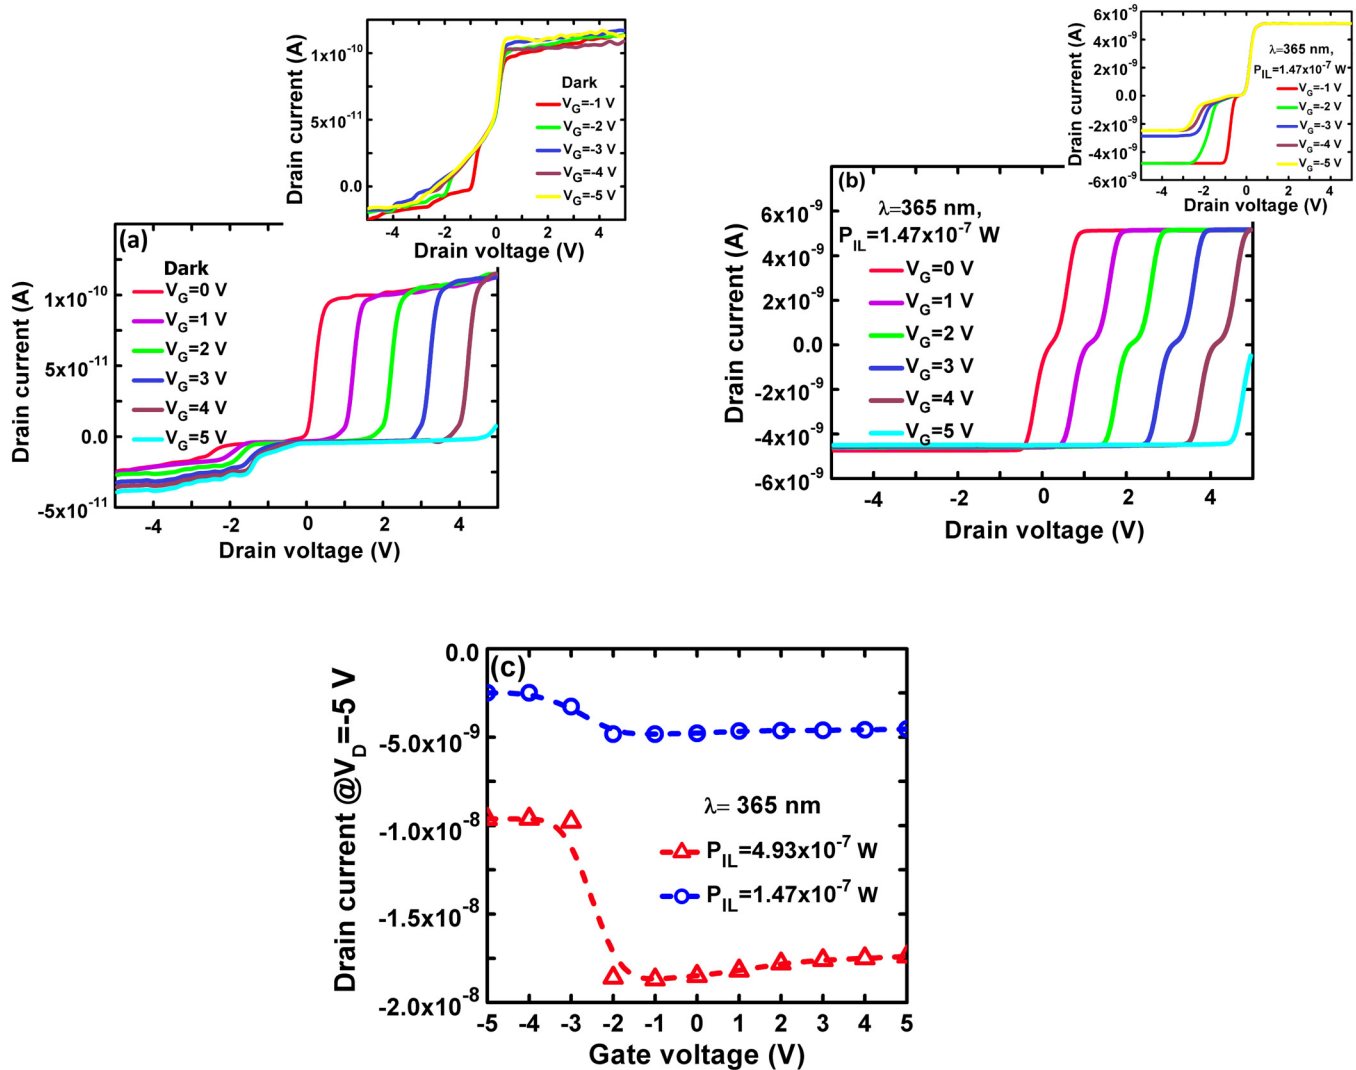 Drain current (A)
1x10⁻¹⁰
5x10⁻¹¹
0.0
Dark
V_G=-1 V
V_G=-2 V
V_G=-3 V
V_G=-4 V
V_G=-5 V
-4 -2 0 2 4
Drain voltage (V)
(a)
Drain current (A)
1x10⁻¹⁰
5x10⁻¹¹
0.0
-5x10⁻¹¹
Dark
V_G=0 V
V_G=1 V
V_G=2 V
V_G=3 V
V_G=4 V
V_G=5 V
-4 -2 0 2 4
Drain voltage (V)
Drain current (A)
6x10⁻⁹
4x10⁻⁹
2x10⁻⁹
0.0
-2x10⁻⁹
-4x10⁻⁹
-6x10⁻⁹
λ=365 nm,
P_IL=1.47x10⁻⁷ W
V_G=-1 V
V_G=-2 V
V_G=-3 V
V_G=-4 V
V_G=-5 V
-4 -2 0 2 4
Drain voltage (V)
(b)
Drain current (A)
6x10⁻⁹
4x10⁻⁹
2x10⁻⁹
0.0
-2x10⁻⁹
-4x10⁻⁹
-6x10⁻⁹
λ=365 nm,
P_IL=1.47x10⁻⁷ W
V_G=0 V
V_G=1 V
V_G=2 V
V_G=3 V
V_G=4 V
V_G=5 V
-4 -2 0 2 4
Drain voltage (V)
(c)
Drain current @V_D=-5 V
0.0
-5.0x10⁻⁹
-1.0x10⁻⁸
-1.5x10⁻⁸
-2.0x10⁻⁸
λ= 365 nm
P_IL=4.93x10⁻⁷ W
P_IL=1.47x10⁻⁷ W
-5 -4 -3 -2 -1 0 1 2 3 4 5
Gate voltage (V)